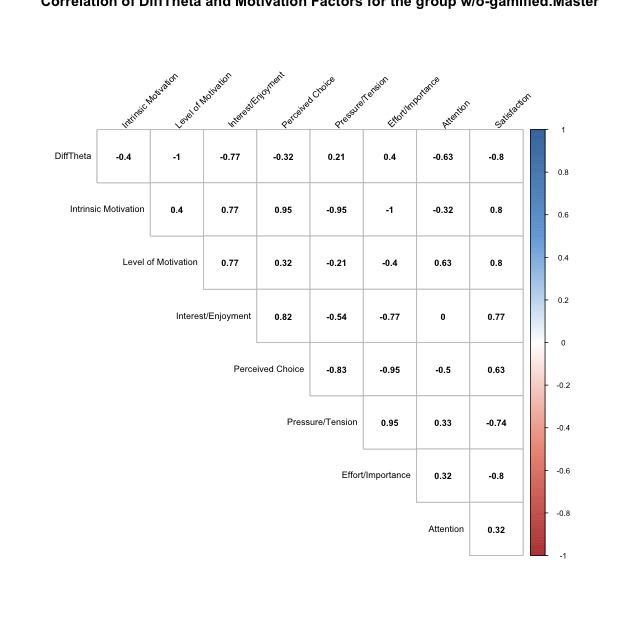 Correlation of DiffTheta and Motivation Factors for the group w/o-gamified.Master
Intrinsic Motivation
Level of Motivation
Interest/Enjoyment
Perceived Choice
Pressure/Tension
Effort/Importance
Attention
Satisfaction
DiffTheta -0.4 -1 -0.77 -0.32 0.21 0.4 -0.63 -0.8
Intrinsic Motivation 0.4 0.77 0.95 -0.95 -1 -0.32 0.8
Level of Motivation 0.77 0.32 -0.21 -0.4 0.63 0.8
Interest/Enjoyment 0.82 -0.54 -0.77 0 0.77
Perceived Choice -0.83 -0.95 -0.5 0.63
Pressure/Tension 0.95 0.33 -0.74
Effort/Importance 0.32 -0.8
Attention 0.32
1
0.8
0.6
0.4
0.2
0
-0.2
-0.4
-0.6
-0.8
-1